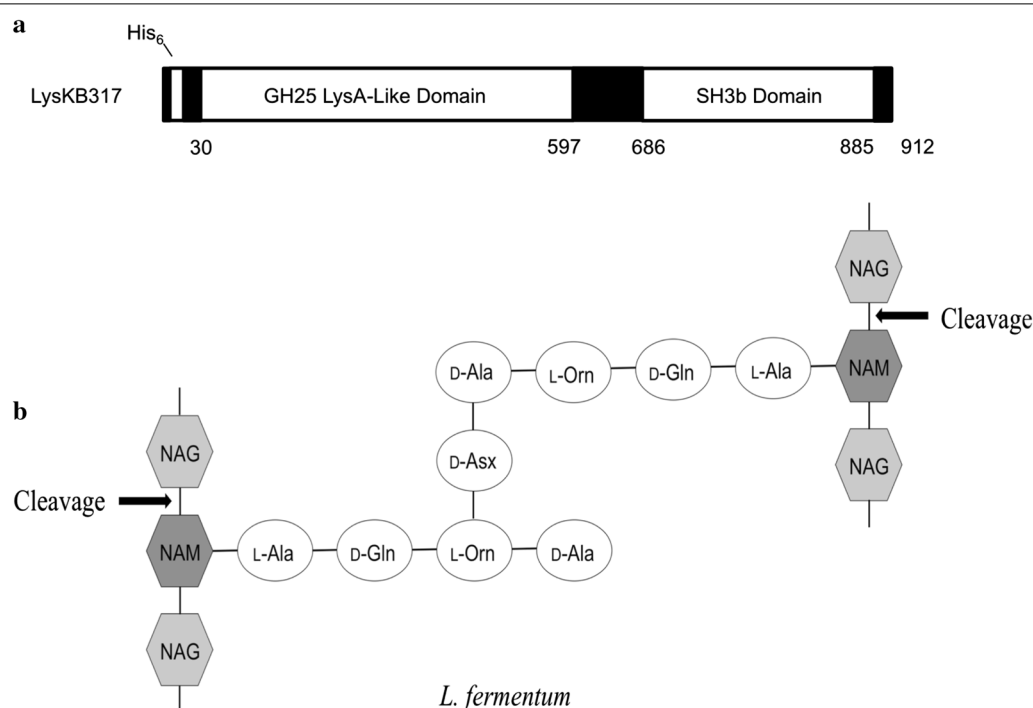 a
His6
LysKB317
GH25 LysA-Like Domain
SH3b Domain
30
597
686
885
912
b
NAG
Cleavage
NAM
NAG
D-Ala
L-Orn
D-Gln
L-Ala
D-Asx
NAG
Cleavage
NAM
L-Ala
D-Gln
L-Orn
D-Ala
NAG
L. fermentum